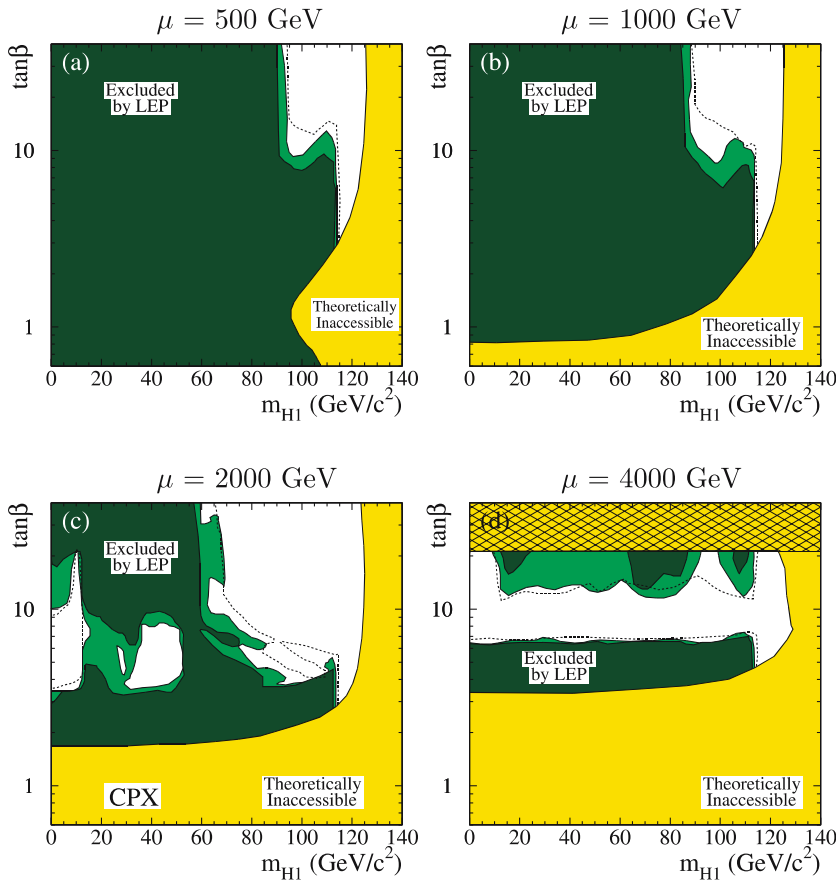 μ = 500 GeV
tanβ
(a)
Excluded
by LEP
10
1
Theoretically
Inaccessible
0 20 40 60 80 100 120 140
m_H1 (GeV/c²)
μ = 1000 GeV
tanβ
(b)
Excluded
by LEP
10
1
Theoretically
Inaccessible
0 20 40 60 80 100 120 140
m_H1 (GeV/c²)
μ = 2000 GeV
tanβ
(c)
Excluded
by LEP
10
1
CPX
Theoretically
Inaccessible
0 20 40 60 80 100 120 140
m_H1 (GeV/c²)
μ = 4000 GeV
tanβ
(d)
10
Excluded
by LEP
1
Theoretically
Inaccessible
0 20 40 60 80 100 120 140
m_H1 (GeV/c²)